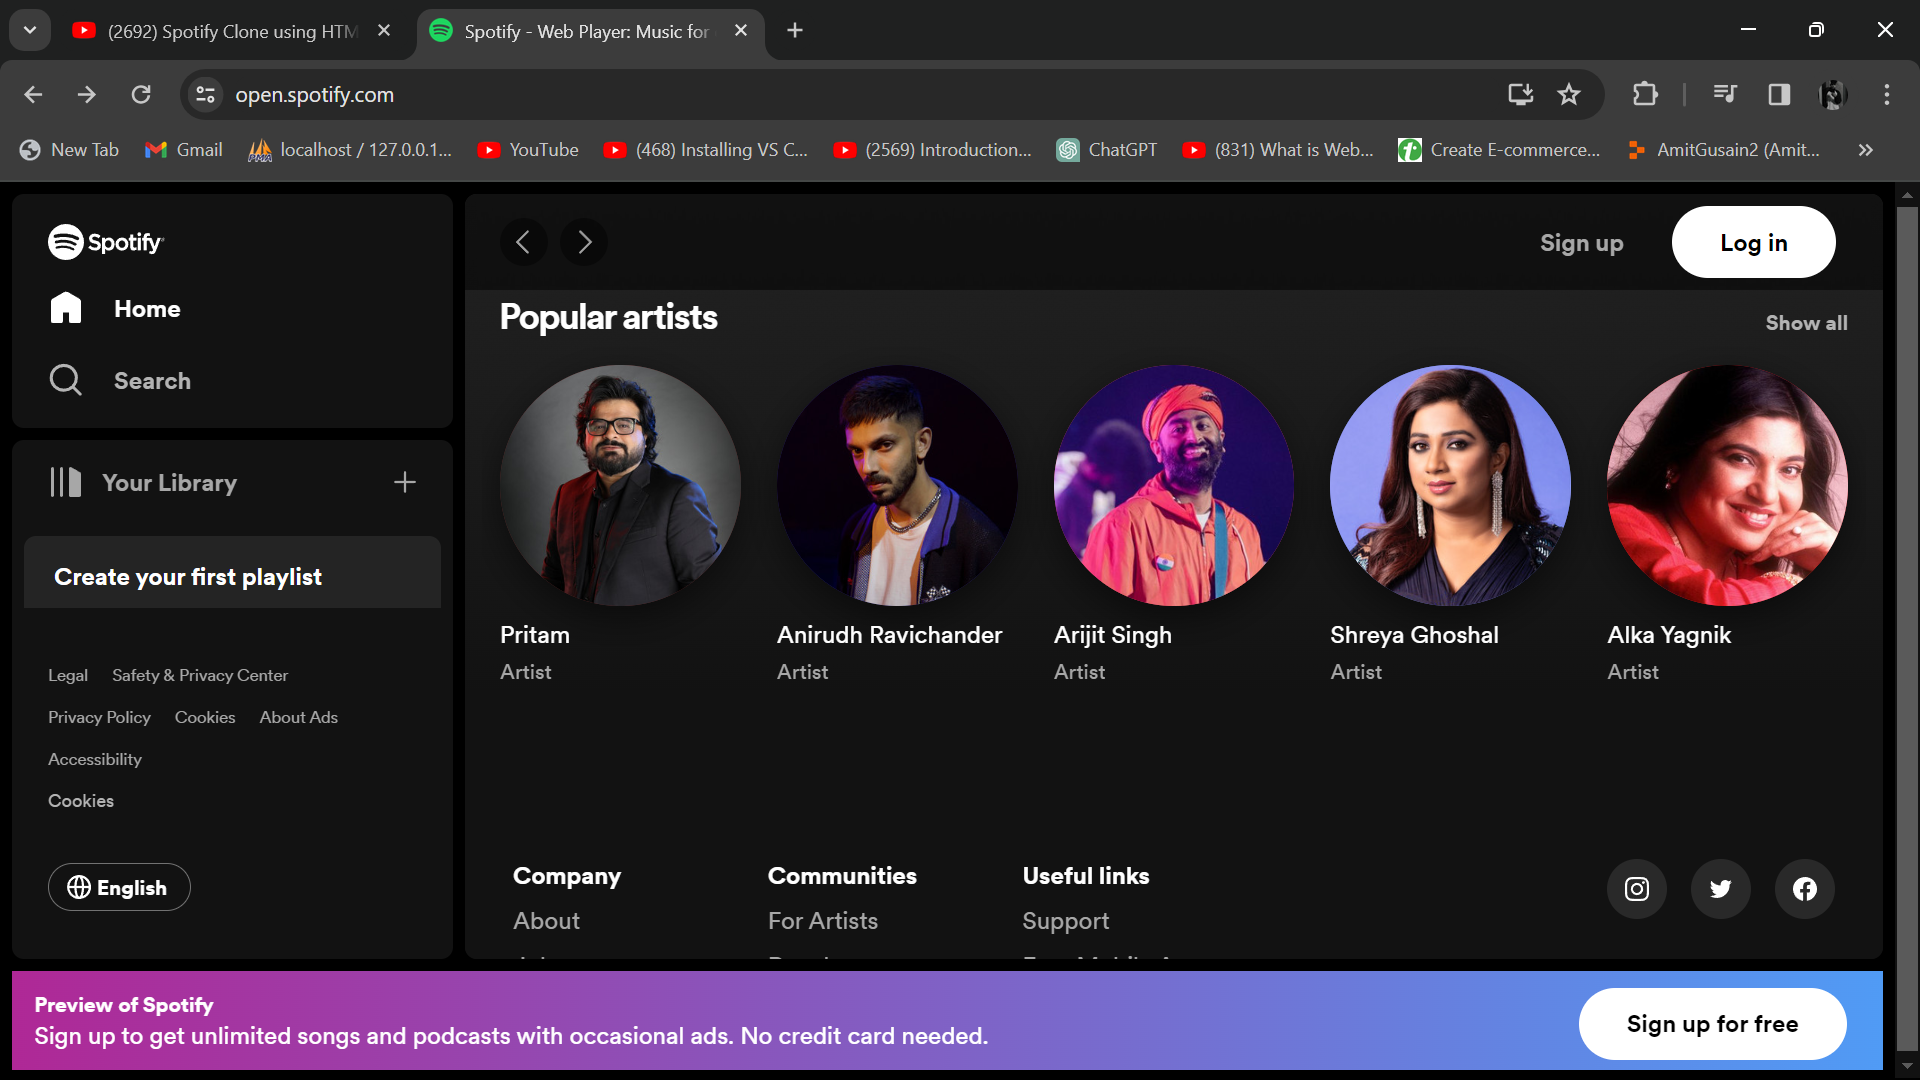 (2692) Spotify Clone using HTM
Spotify - Web Player: Music for
open.spotify.com
New Tab
Gmail
localhost / 127.0.0.1...
YouTube
(468) Installing VS C...
(2569) Introduction...
ChatGPT
(831) What is Web...
Create E-commerce...
AmitGusain2 (Amit...
Spotify
Home
Search
Your Library
Create your first playlist
Legal Safety & Privacy Center
Privacy Policy Cookies About Ads
Accessibility
Cookies
English
Sign up
Log in
Popular artists
Show all
Pritam
Artist
Anirudh Ravichander
Artist
Arijit Singh
Artist
Shreya Ghoshal
Artist
Alka Yagnik
Artist
Company
About
Communities
For Artists
Useful links
Support
Preview of Spotify
Sign up to get unlimited songs and podcasts with occasional ads. No credit card needed.
Sign up for free